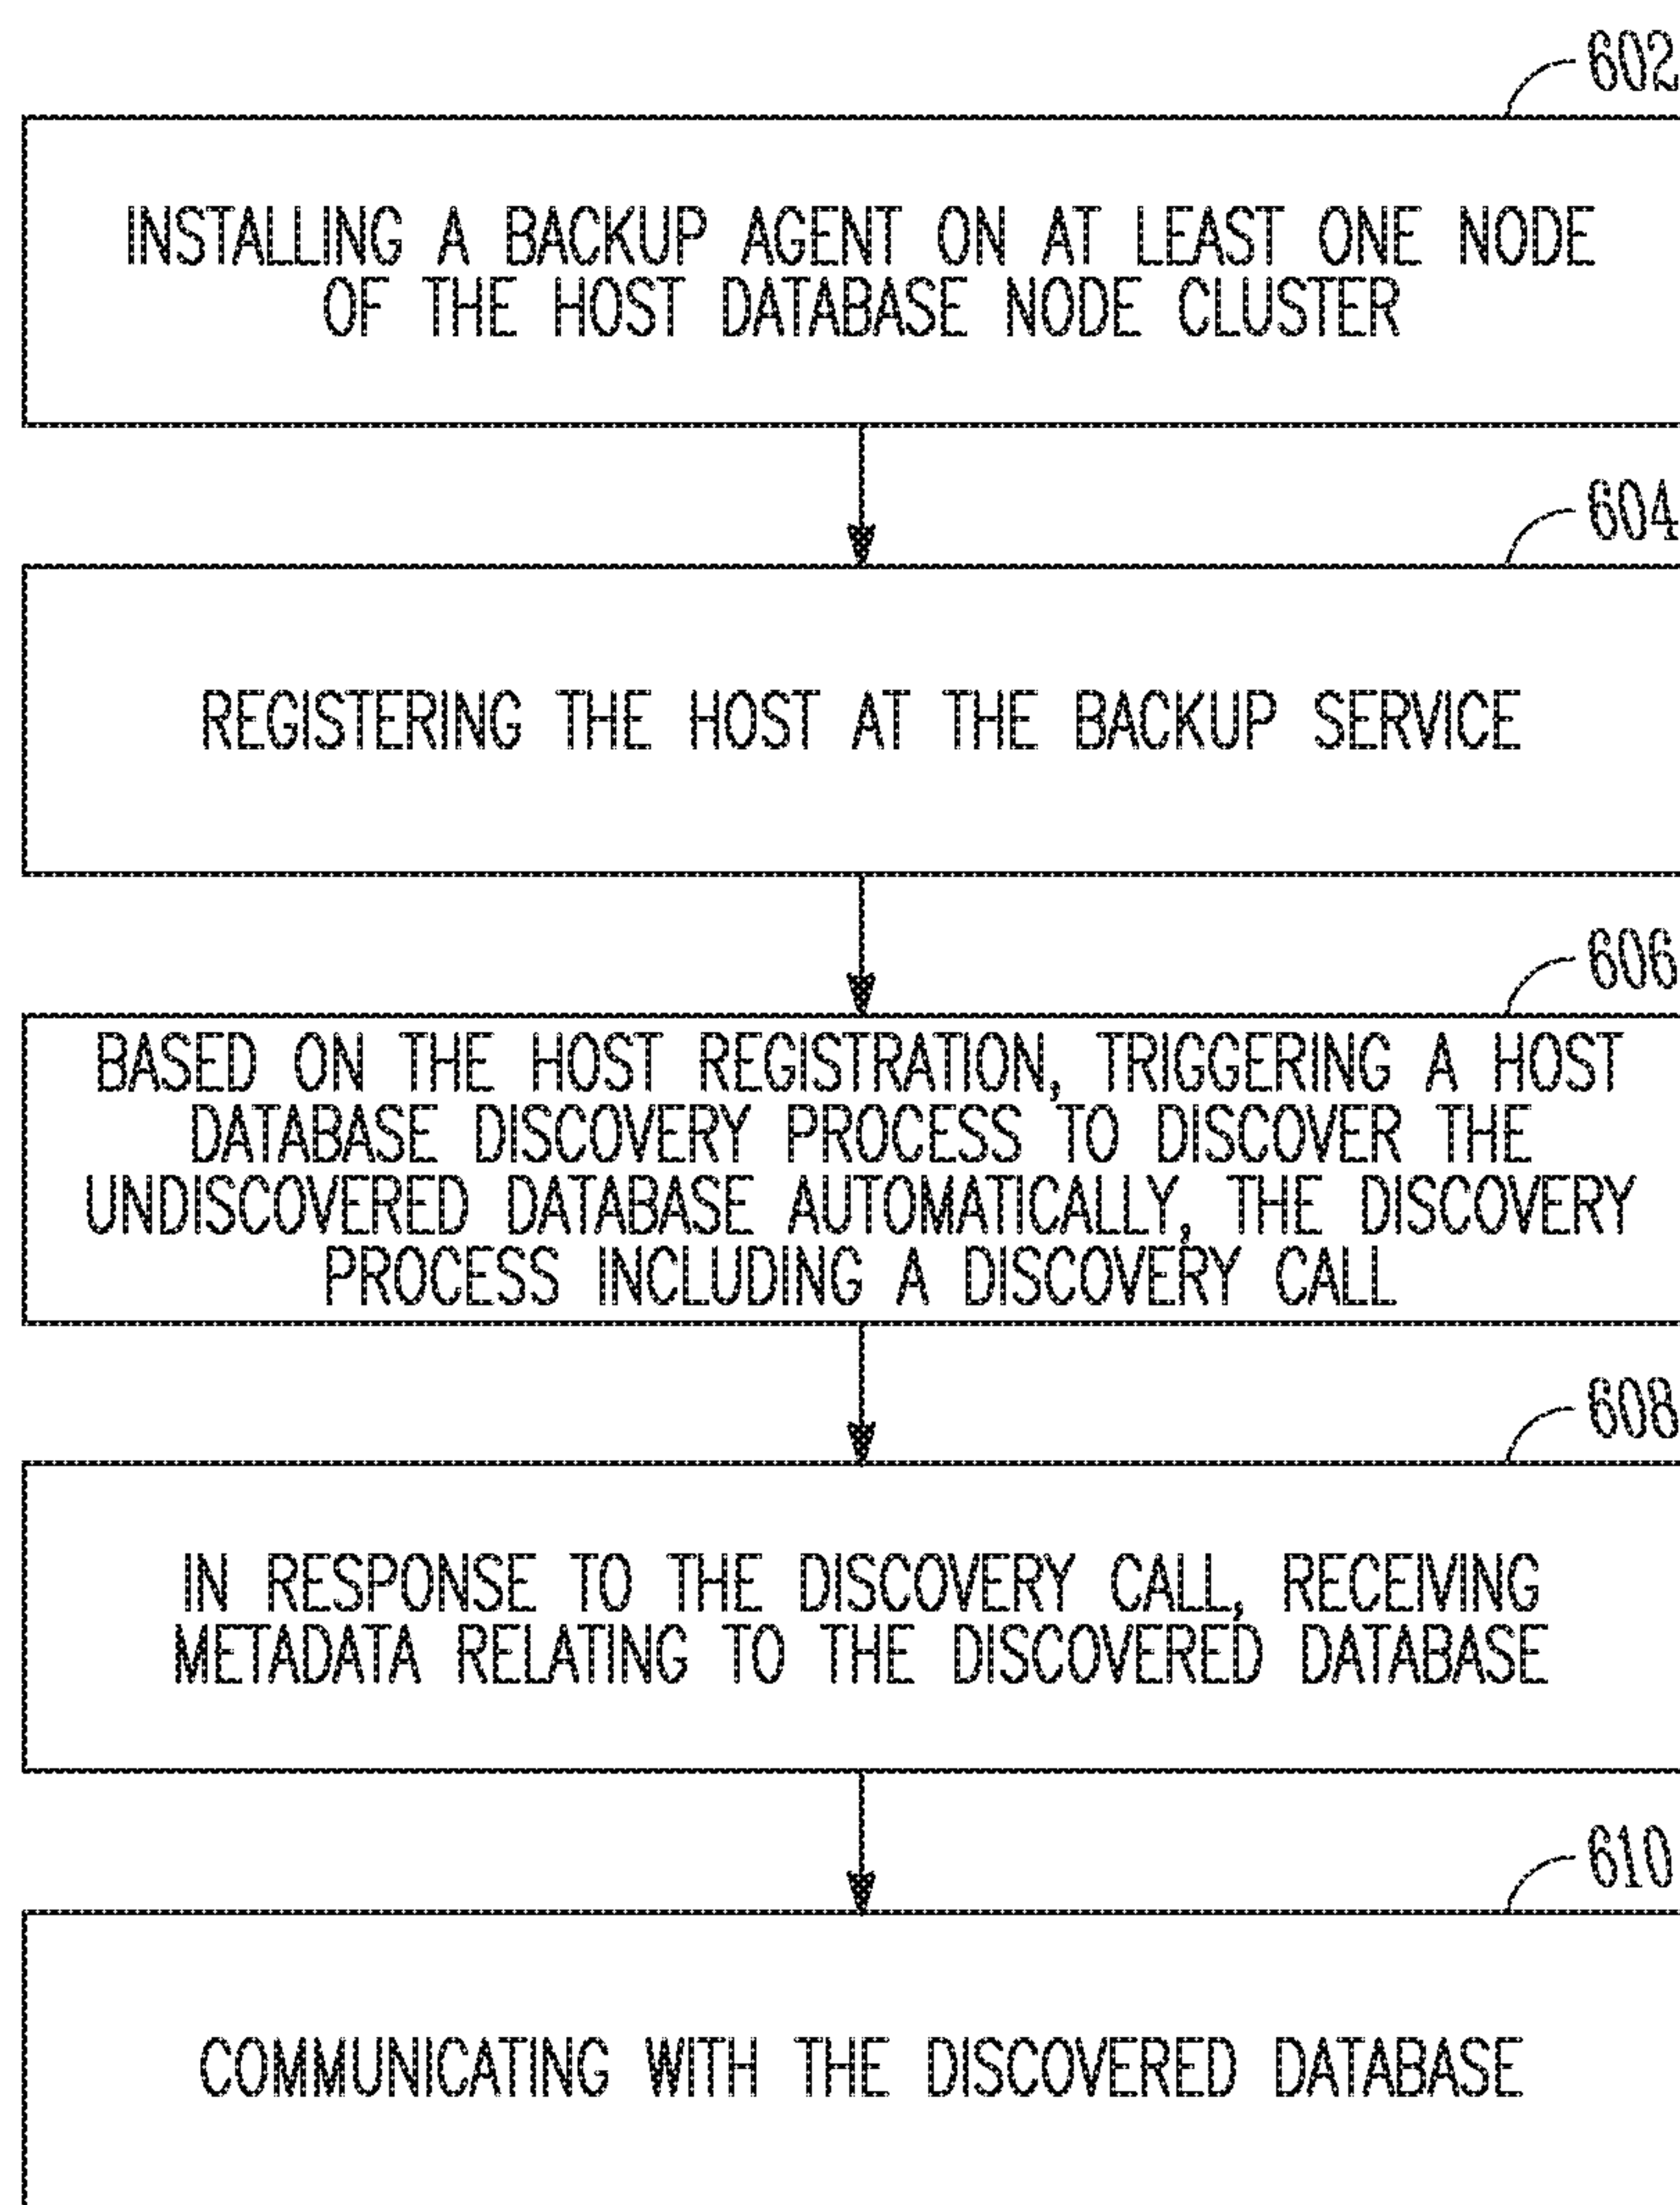 602
INSTALLING A BACKUP AGENT ON AT LEAST ONE NODE
OF THE HOST DATABASE NODE CLUSTER
604
REGISTERING THE HOST AT THE BACKUP SERVICE
606
BASED ON THE HOST REGISTRATION, TRIGGERING A HOST
DATABASE DISCOVERY PROCESS TO DISCOVER THE
UNDISCOVERED DATABASE AUTOMATICALLY, THE DISCOVERY
PROCESS INCLUDING A DISCOVERY CALL
608
IN RESPONSE TO THE DISCOVERY CALL, RECEIVING
METADATA RELATING TO THE DISCOVERED DATABASE
610
COMMUNICATING WITH THE DISCOVERED DATABASE